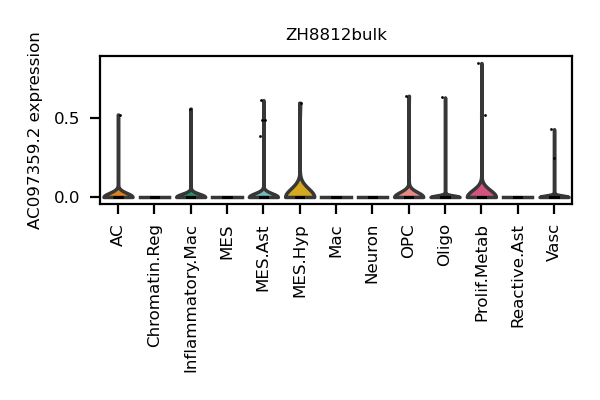 ZH8812bulk
AC097359.2 expression
0.5
0.0
AC
Chromatin.Reg
Inflammatory.Mac
MES
MES.Ast
MES.Hyp
Mac
Neuron
OPC
Oligo
Prolif.Metab
Reactive.Ast
Vasc